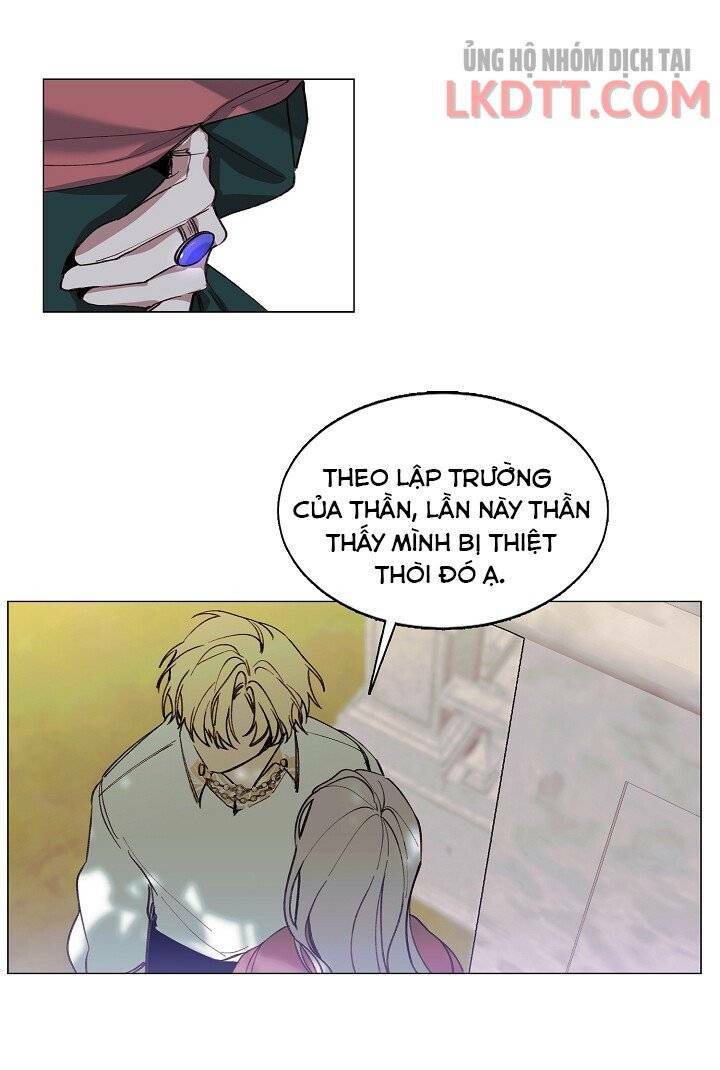 ỦNG HỘ NHÓM DỊCH TẠI
LKDTT.COM
THEO LẬP TRƯỜNG
CỦA THẦN, LẦN NÀY THẦN
THẤY MÌNH BỊ THIỆT
THÒI ĐÓ Ạ.